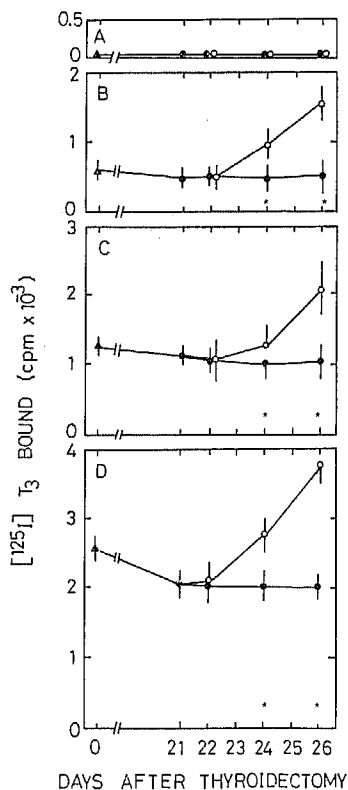 0.5
A
0
2
B
1
0
3
C
2
1
0
4
D
3
2
1
0
[125I] T3 BOUND (cpm x 10-3)
* *
* *
* *
0 21 22 23 24 25 26
DAYS AFTER THYROIDECTOMY